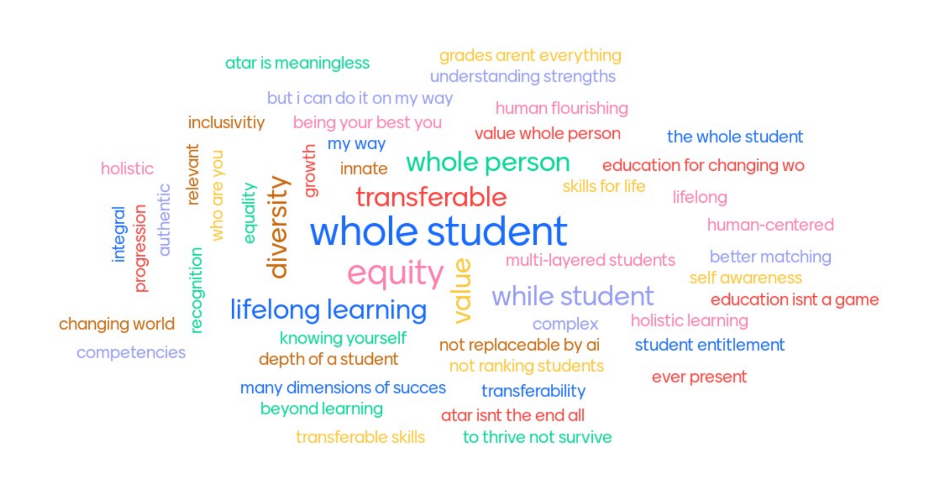 grades arent everything
atar is meaningless
understanding strengths
but i can do it on my way
human flourishing
inclusivitiy
being your best you
value whole person
the whole student
my way
whole person
education for changing wo
holistic
relevant
who are you
growth
innate
skills for life
transferable
lifelong
integral
progression
authentic
equality
diversity
whole student
human-centered
equity
value
multi-layered students
better matching
self awareness
recognition
lifelong learning
while student
education isnt a game
changing world
complex
holistic learning
knowing yourself
not replaceable by ai
student entitlement
competencies
depth of a student
not ranking students
ever present
many dimensions of succes
transferability
beyond learning
atar isnt the end all
transferable skills
to thrive not survive